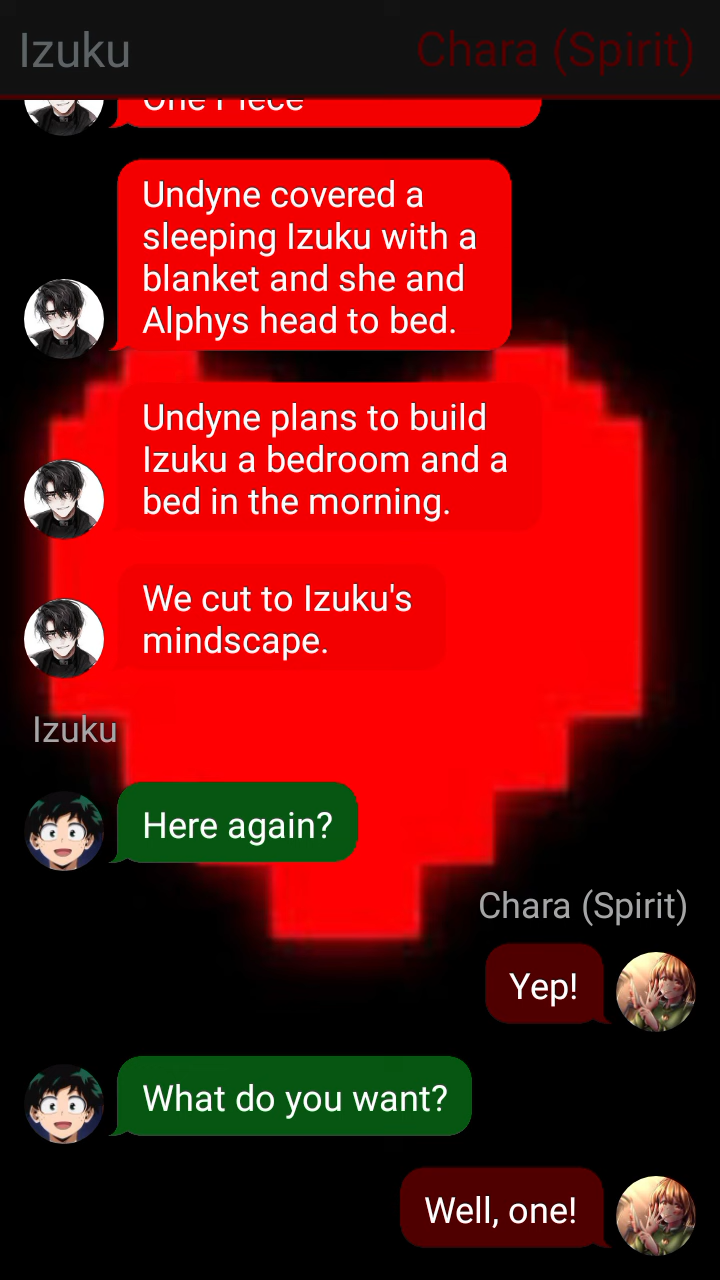 Izuku
Chara (Spirit)
One Piece
Undyne covered a
sleeping Izuku with a
blanket and she and
Alphys head to bed.
Undyne plans to build
Izuku a bedroom and a
bed in the morning.
We cut to Izuku's
mindscape.
Izuku
Here again?
Chara (Spirit)
Yep!
What do you want?
Well, one!